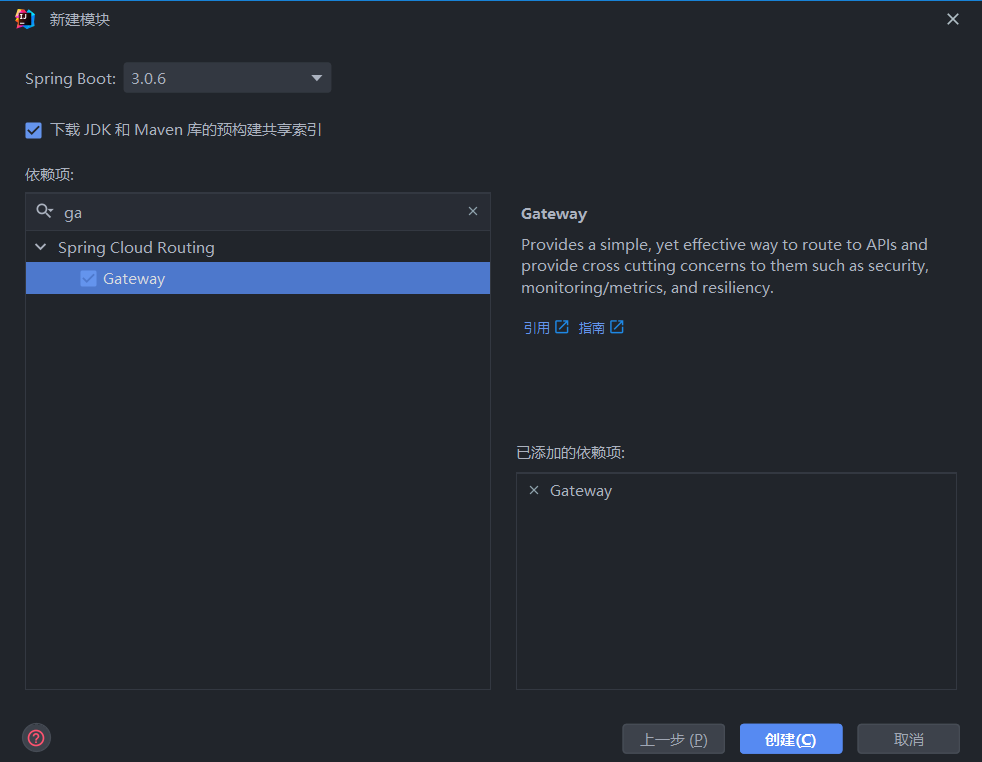 新建模块
Spring Boot: 3.0.6
下载 JDK 和 Maven 库的预构建共享索引
依赖项:
ga
Spring Cloud Routing
Gateway
Gateway
Provides a simple, yet effective way to route to APIs and
provide cross cutting concerns to them such as security,
monitoring/metrics, and resiliency.
引用 指南
已添加的依赖项:
Gateway
上一步 (P) 创建(C) 取消